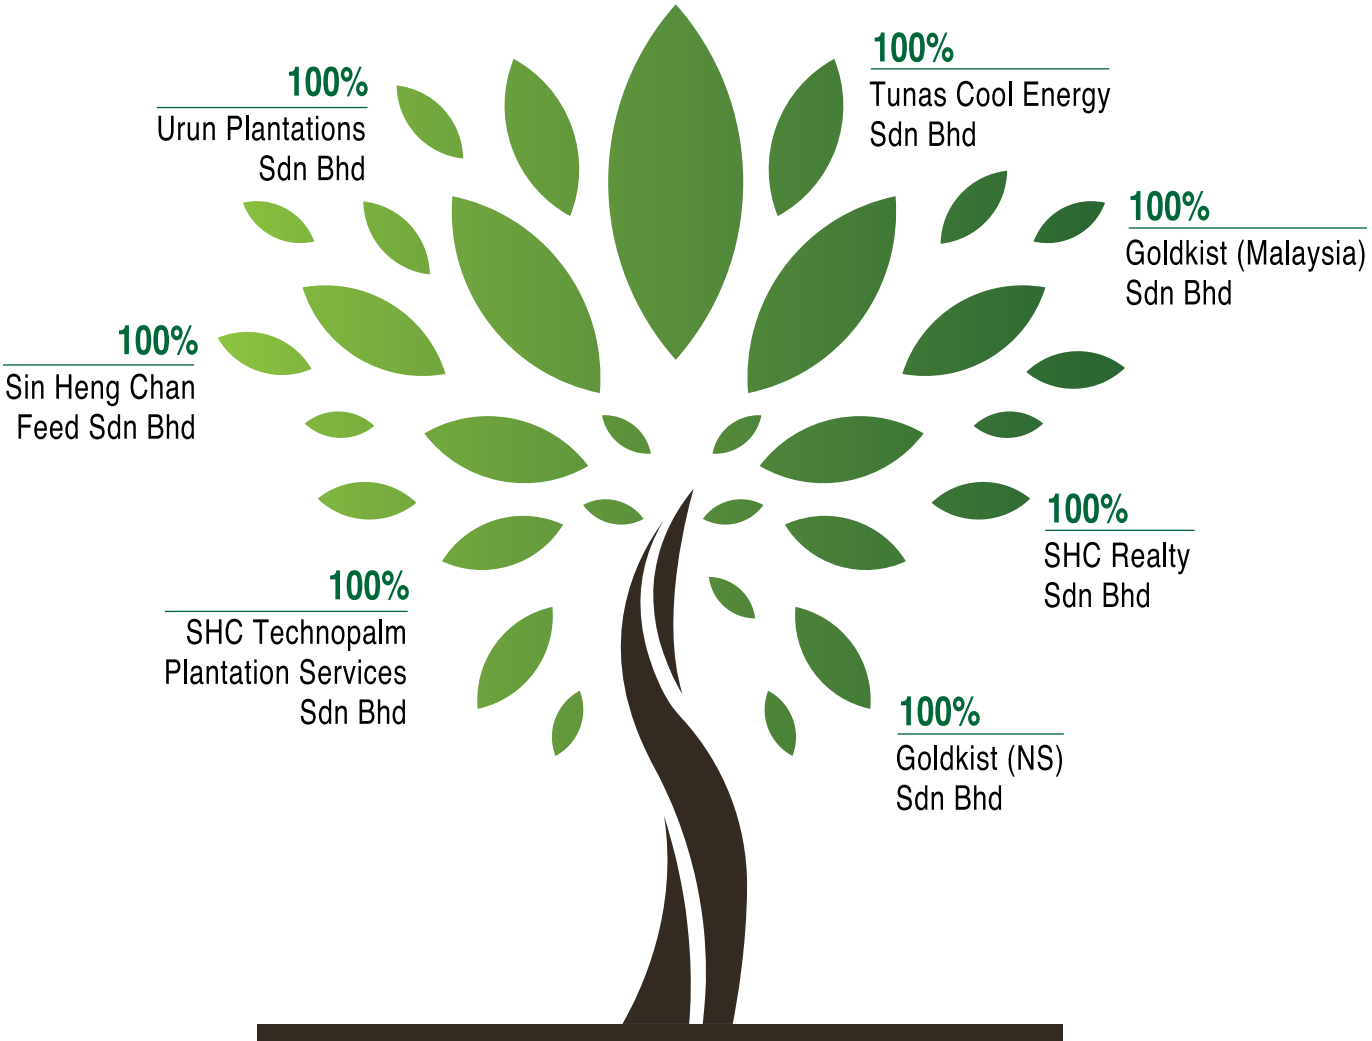 100%
Urun Plantations
Sdn Bhd
100%
Sin Heng Chan
Feed Sdn Bhd
100%
SHC Technopalm
Plantation Services
Sdn Bhd
100%
Tunas Cool Energy
Sdn Bhd
100%
Goldkist (Malaysia)
Sdn Bhd
100%
SHC Realty
Sdn Bhd
100%
Goldkist (NS)
Sdn Bhd